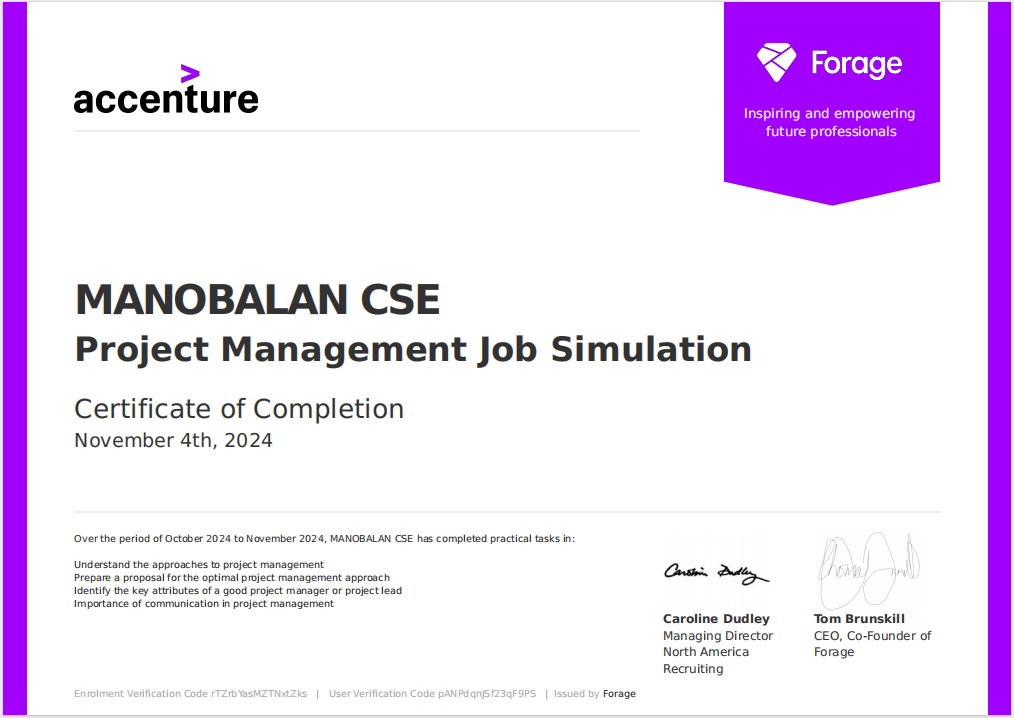 accenture
Forage
Inspiring and empowering
future professionals
MANOBALAN CSE
Project Management Job Simulation
Certificate of Completion
November 4th, 2024
Over the period of October 2024 to November 2024, MANOBALAN CSE has completed practical tasks in:
Understand the approaches to project management
Prepare a proposal for the optimal project management approach
Identify the key attributes of a good project manager or project lead
Importance of communication in project management
Caroline Dudley
Caroline Dudley
Managing Director
North America
Recruiting
Tom Brunskill
CEO, Co-Founder of
Forage
Enrolment Verification Code rTZrbYasMZTNxtZks | User Verification Code pANPdqnJSf23qF9PS | Issued by Forage